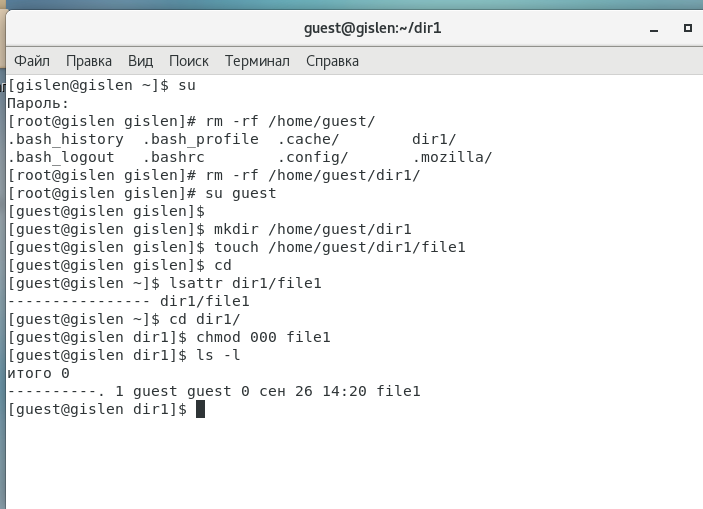 guest@gislen:~/dir1
Файл Правка Вид Поиск Терминал Справка
[gislen@gislen ~]$ su
Пароль:
[root@gislen gislen]# rm -rf /home/guest/
.bash_history  .bash_profile  .cache/        dir1/
.bash_logout   .bashrc        .config/       .mozilla/
[root@gislen gislen]# rm -rf /home/guest/dir1/
[root@gislen gislen]# su guest
[guest@gislen gislen]$
[guest@gislen gislen]$ mkdir /home/guest/dir1
[guest@gislen gislen]$ touch /home/guest/dir1/file1
[guest@gislen gislen]$ cd
[guest@gislen ~]$ lsattr dir1/file1
---------------- dir1/file1
[guest@gislen ~]$ cd dir1/
[guest@gislen dir1]$ chmod 000 file1
[guest@gislen dir1]$ ls -l
итого 0
----------. 1 guest guest 0 сен 26 14:20 file1
[guest@gislen dir1]$